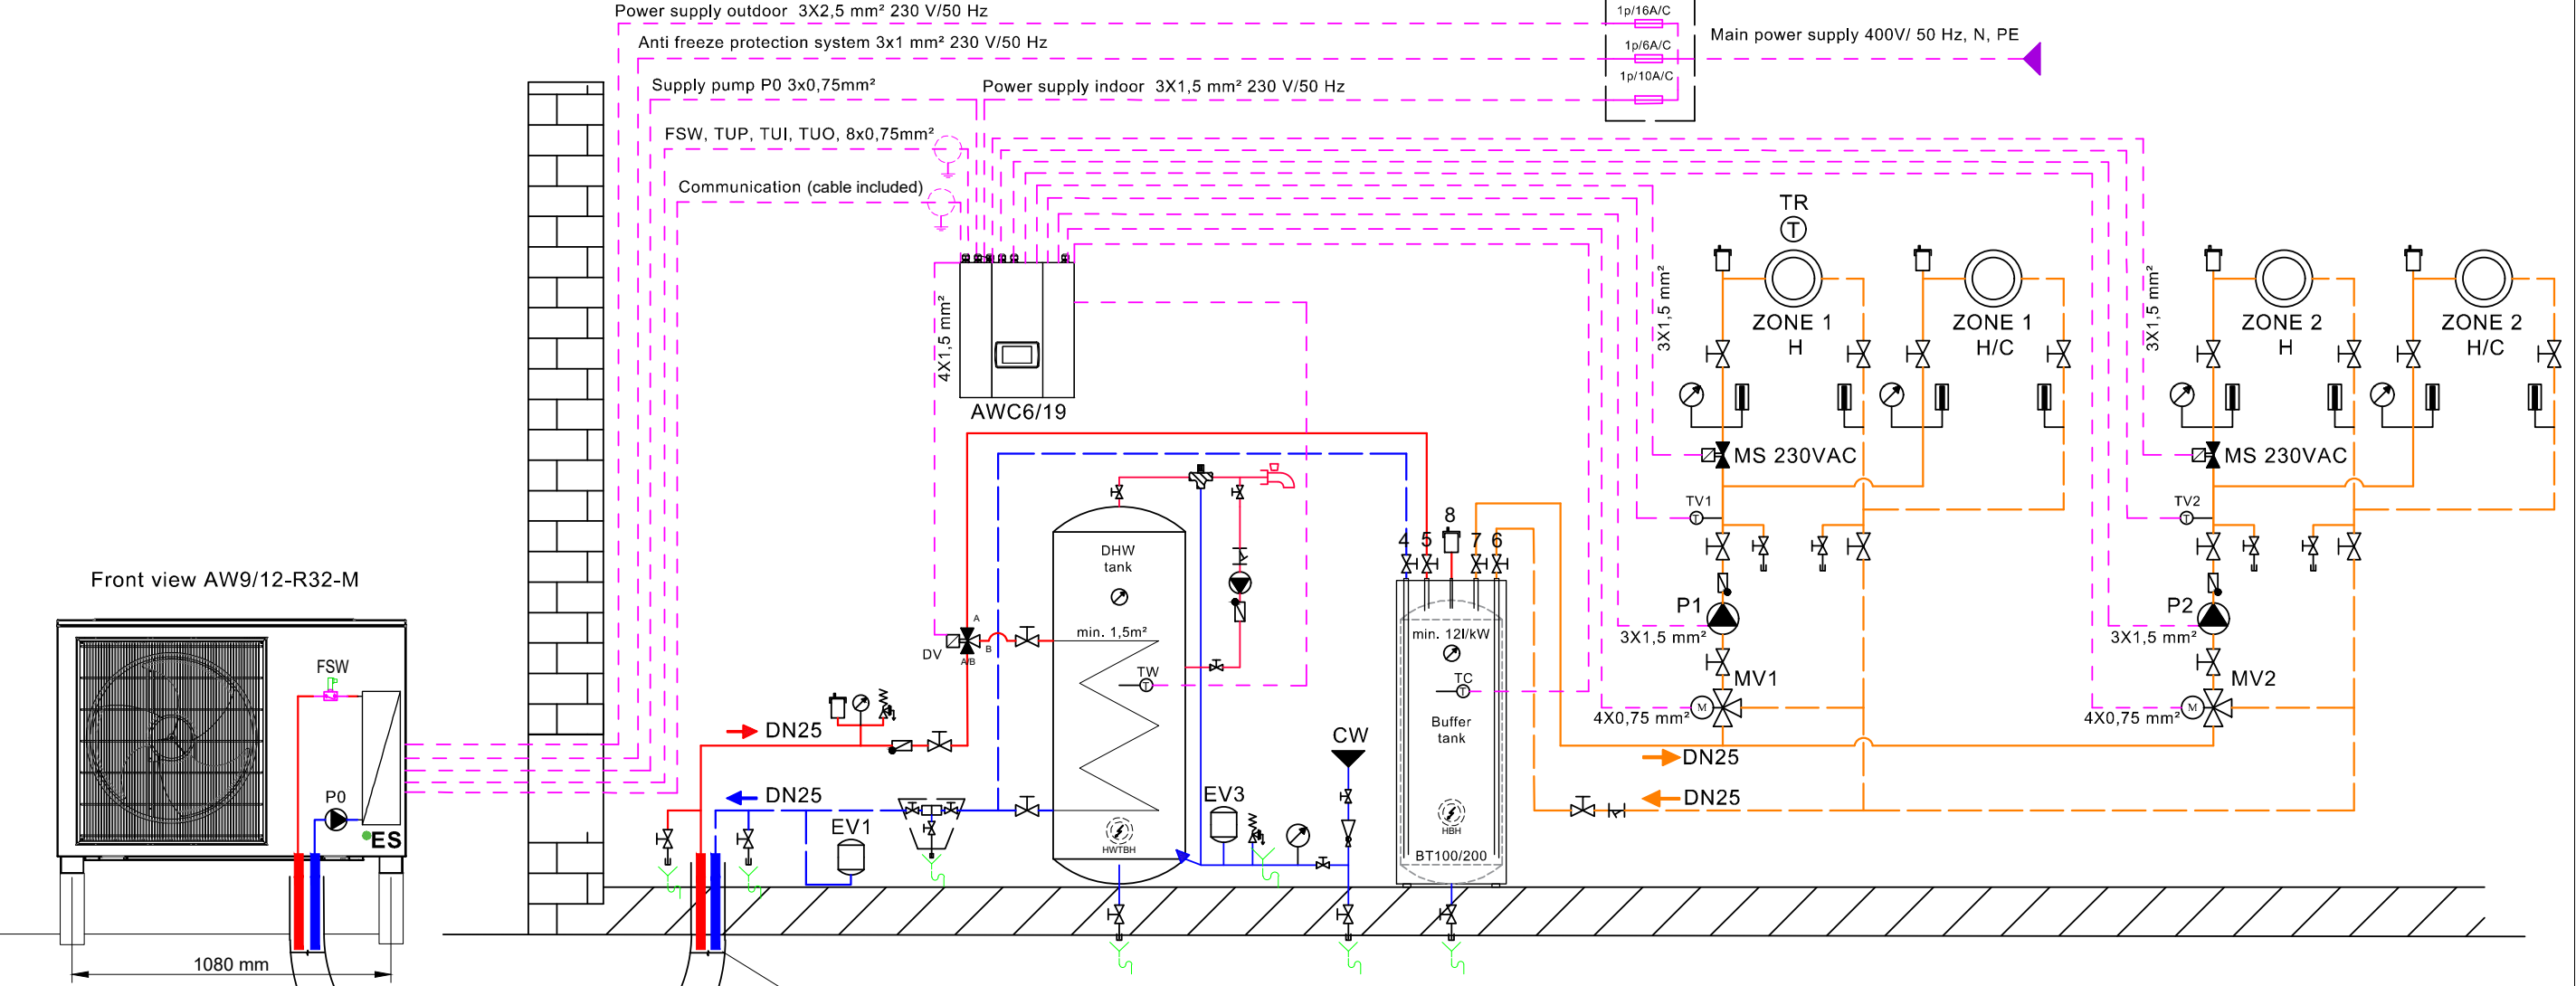 Power supply outdoor 3X2,5 mm² 230 V/50 Hz
1p/16A/C
Anti freeze protection system 3x1 mm² 230 V/50 Hz
1p/6A/C
Main power supply 400V/ 50 Hz, N, PE
Supply pump P0 3x0,75mm²
Power supply indoor 3X1,5 mm² 230 V/50 Hz
1p/10A/C
FSW, TUP, TUI, TUO, 8x0,75mm²
Communication (cable included)
TR
T
3X1,5 mm²
3X1,5 mm²
ZONE 1
H
ZONE 1
H/C
ZONE 2
H
ZONE 2
H/C
4X1,5 mm²
AWC6/19
MS 230VAC
MS 230VAC
TV1
T
TV2
T
8
4
5
7
6
DHW
tank
Front view AW9/12-R32-M
P1
3X1,5 mm²
P2
3X1,5 mm²
A
DV
B
A/B
min. 1,5m²
min. 12l/kW
FSW
TW
T
TC
T
MV1
M
4X0,75 mm²
MV2
M
4X0,75 mm²
Buffer
tank
DN25
CW
DN25
P0
DN25
EV3
DN25
ES
EV1
HWTBH
HBH
BT100/200
1080 mm